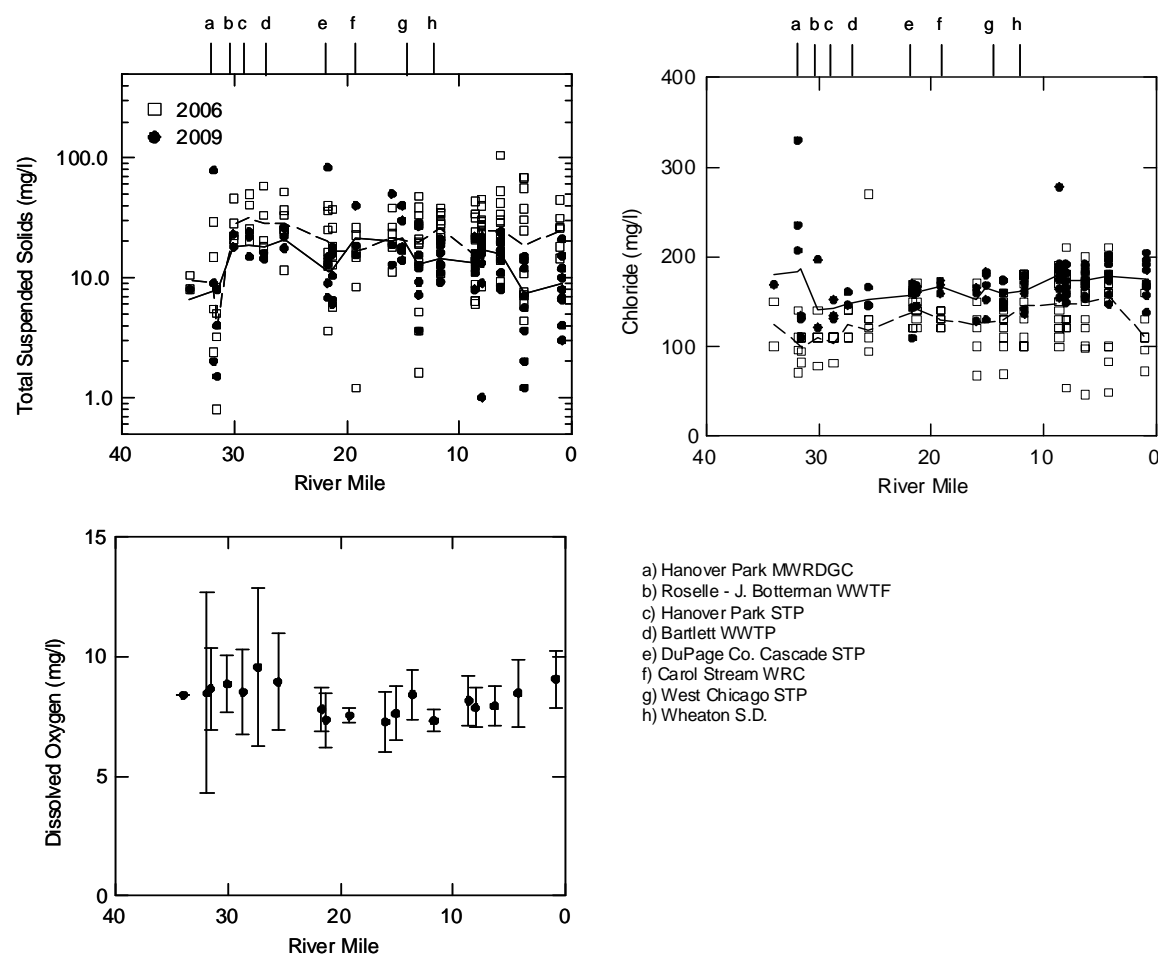 a b c d e f g h
2006
2009
Total Suspended Solids (mg/l)
100.0
10.0
1.0
40 30 20 10 0
River Mile
a b c d e f g h
Chloride (mg/l)
400
300
200
100
0
40 30 20 10 0
River Mile
Dissolved Oxygen (mg/l)
15
10
5
0
40 30 20 10 0
River Mile
a) Hanover Park MWRDGC
b) Roselle - J. Botterman WWTF
c) Hanover Park STP
d) Bartlett WWTP
e) DuPage Co. Cascade STP
f) Carol Stream WRC
g) West Chicago STP
h) Wheaton S.D.